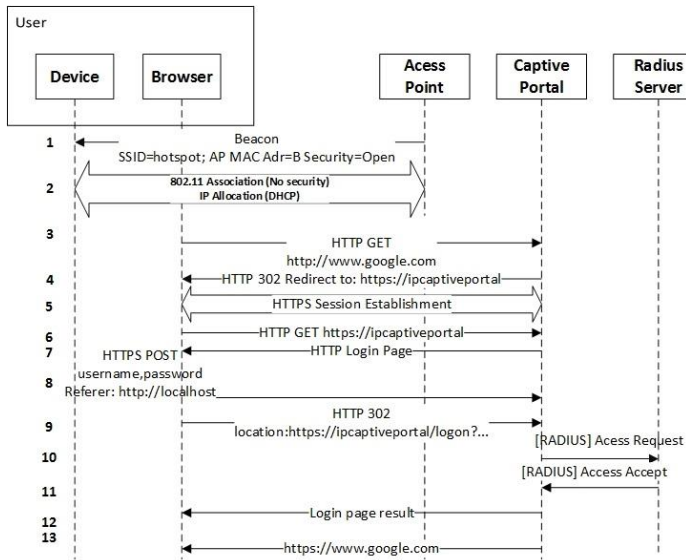 User
Device
Browser
Acess
Point
Captive
Portal
Radius
Server
1
Beacon
SSID=hotspot; AP MAC Adr=B Security=Open
2
802.11 Association (No security)
IP Allocation (DHCP)
3
HTTP GET
http://www.google.com
4
HTTP 302 Redirect to: https://ipcaptiveportal
5
HTTPS Session Establishment
6
HTTP GET https://ipcaptiveportal
7
HTTP Login Page
HTTPS POST
username,password
8
Referer: http://localhost
9
HTTP 302
location:https://ipcaptiveportal/logon?...
10
[RADIUS] Acess Request
11
[RADIUS] Access Accept
12
Login page result
13
https://www.google.com